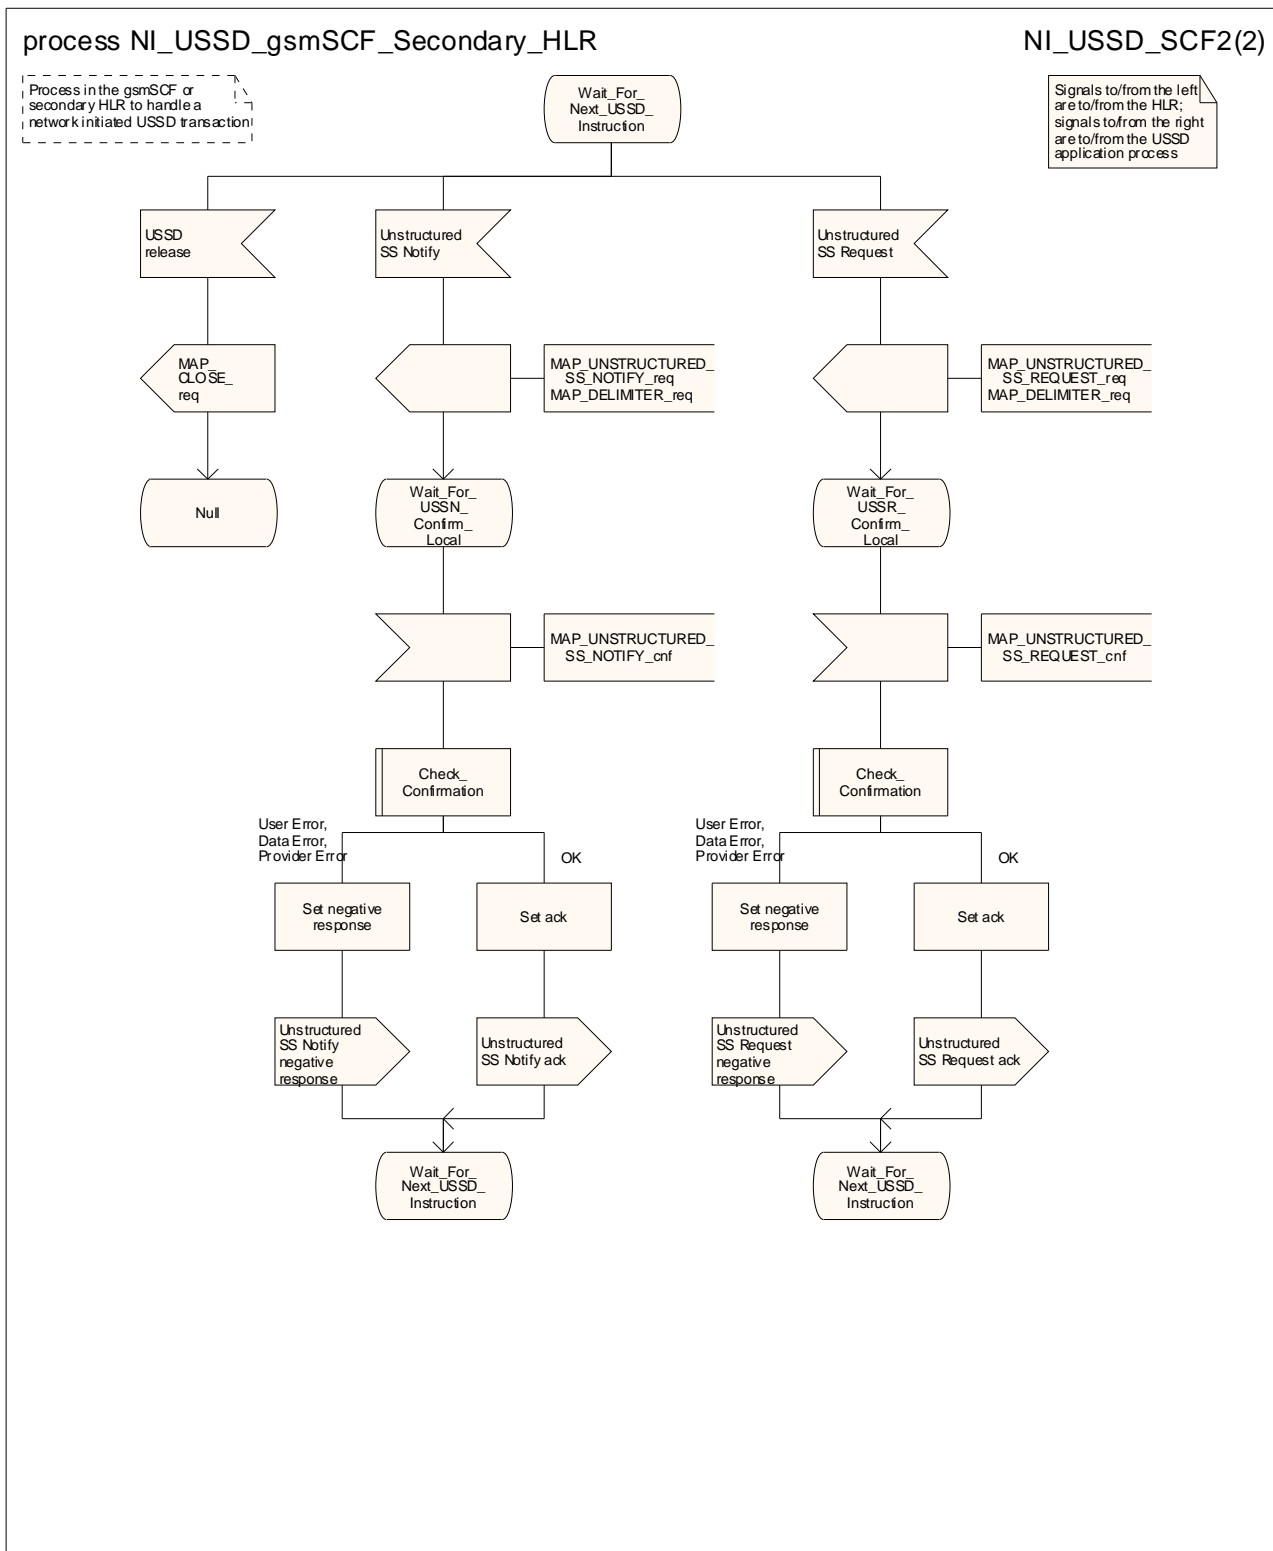 process NI_USSD_gsmSCF_Secondary_HLR
NI_USSD_SCF2(2)
Process in the gsmSCF or
secondary HLR to handle a
network initiated USSD transaction
Wait_For_
Next_USSD_
Instruction
Signals to/from the left
are to/from the HLR;
signals to/from the right
are to/from the USSD
application process
USSD
release
Unstructured
SS Notify
Unstructured
SS Request
MAP_
CLOSE_
req
MAP_UNSTRUCTURED_
SS_NOTIFY_req
MAP_DELIMITER_req
MAP_UNSTRUCTURED_
SS_REQUEST_req
MAP_DELIMITER_req
Null
Wait_For_
USSN_
Confirm_
Local
Wait_For_
USSR_
Confirm_
Local
MAP_UNSTRUCTURED_
SS_NOTIFY_cnf
MAP_UNSTRUCTURED_
SS_REQUEST_cnf
Check_
Confirmation
Check_
Confirmation
User Error,
Data Error,
Provider Error
OK
User Error,
Data Error,
Provider Error
OK
Set negative
response
Set ack
Set negative
response
Set ack
Unstructured
SS Notify
negative
response
Unstructured
SS Notify ack
Unstructured
SS Request
negative
response
Unstructured
SS Request ack
Wait_For_
Next_USSD_
Instruction
Wait_For_
Next_USSD_
Instruction